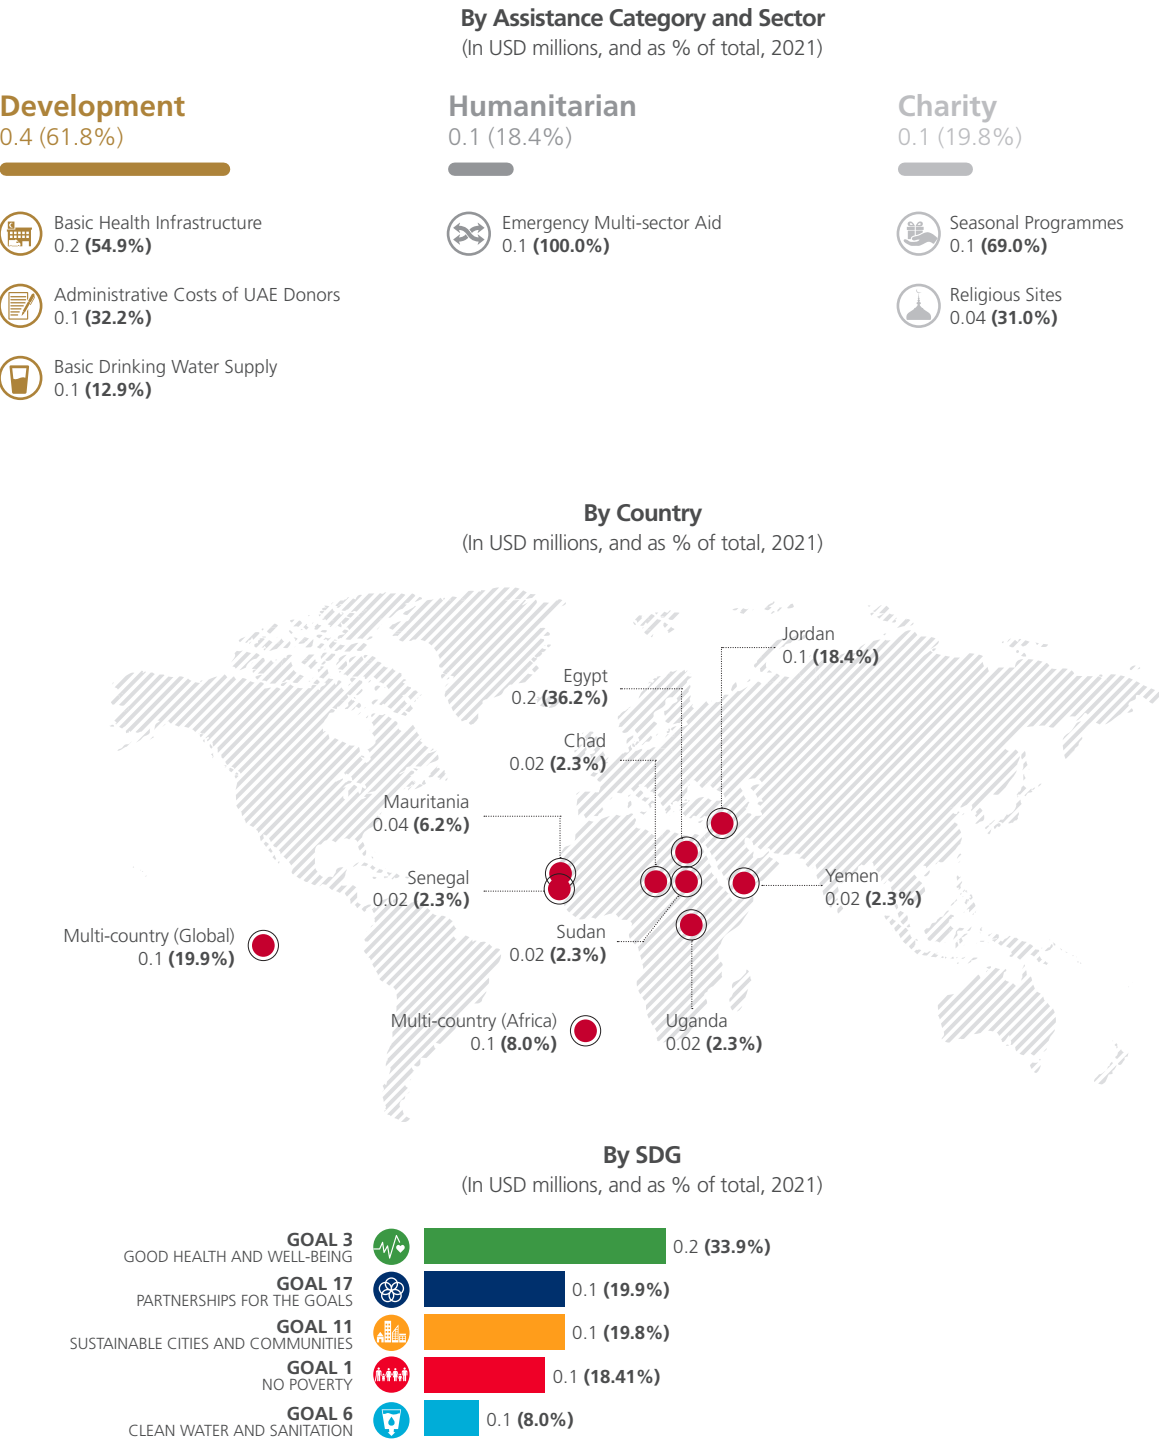 By Assistance Category and Sector
(In USD millions, and as % of total, 2021)
Development
0.4 (61.8%)
Basic Health Infrastructure
0.2 (54.9%)
Administrative Costs of UAE Donors
0.1 (32.2%)
Basic Drinking Water Supply
0.1 (12.9%)
Humanitarian
0.1 (18.4%)
Emergency Multi-sector Aid
0.1 (100.0%)
Charity
0.1 (19.8%)
Seasonal Programmes
0.1 (69.0%)
Religious Sites
0.04 (31.0%)
By Country
(In USD millions, and as % of total, 2021)
Jordan
0.1 (18.4%)
Egypt
0.2 (36.2%)
Chad
0.02 (2.3%)
Mauritania
0.04 (6.2%)
Senegal
0.02 (2.3%)
Yemen
0.02 (2.3%)
Sudan
0.02 (2.3%)
Multi-country (Global)
0.1 (19.9%)
Multi-country (Africa)
0.1 (8.0%)
Uganda
0.02 (2.3%)
By SDG
(In USD millions, and as % of total, 2021)
GOAL 3
GOOD HEALTH AND WELL-BEING
0.2 (33.9%)
GOAL 17
PARTNERSHIPS FOR THE GOALS
0.1 (19.9%)
GOAL 11
SUSTAINABLE CITIES AND COMMUNITIES
0.1 (19.8%)
GOAL 1
NO POVERTY
0.1 (18.41%)
GOAL 6
CLEAN WATER AND SANITATION
0.1 (8.0%)